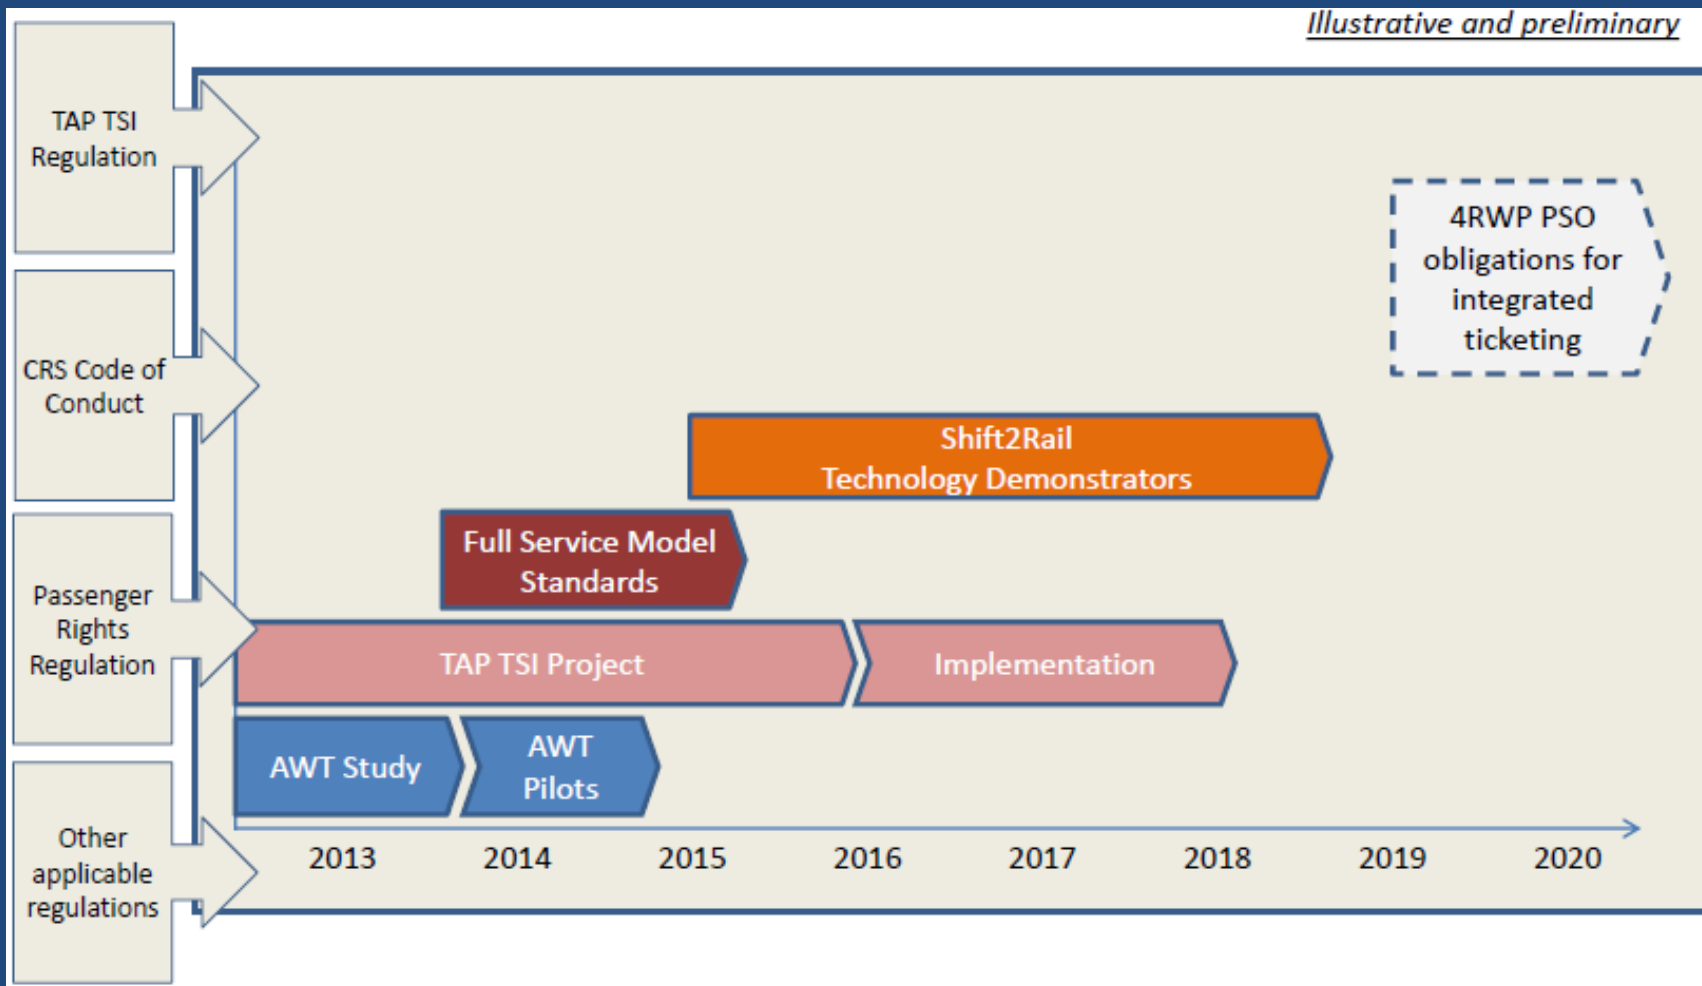 Illustrative and preliminary
TAP TSI
Regulation
CRS Code of
Conduct
Passenger
Rights
Regulation
Other
applicable
regulations
4RWP PSO
obligations for
integrated
ticketing
Shift2Rail
Technology Demonstrators
Full Service Model
Standards
TAP TSI Project
Implementation
AWT Study
AWT
Pilots
2013 2014 2015 2016 2017 2018 2019 2020